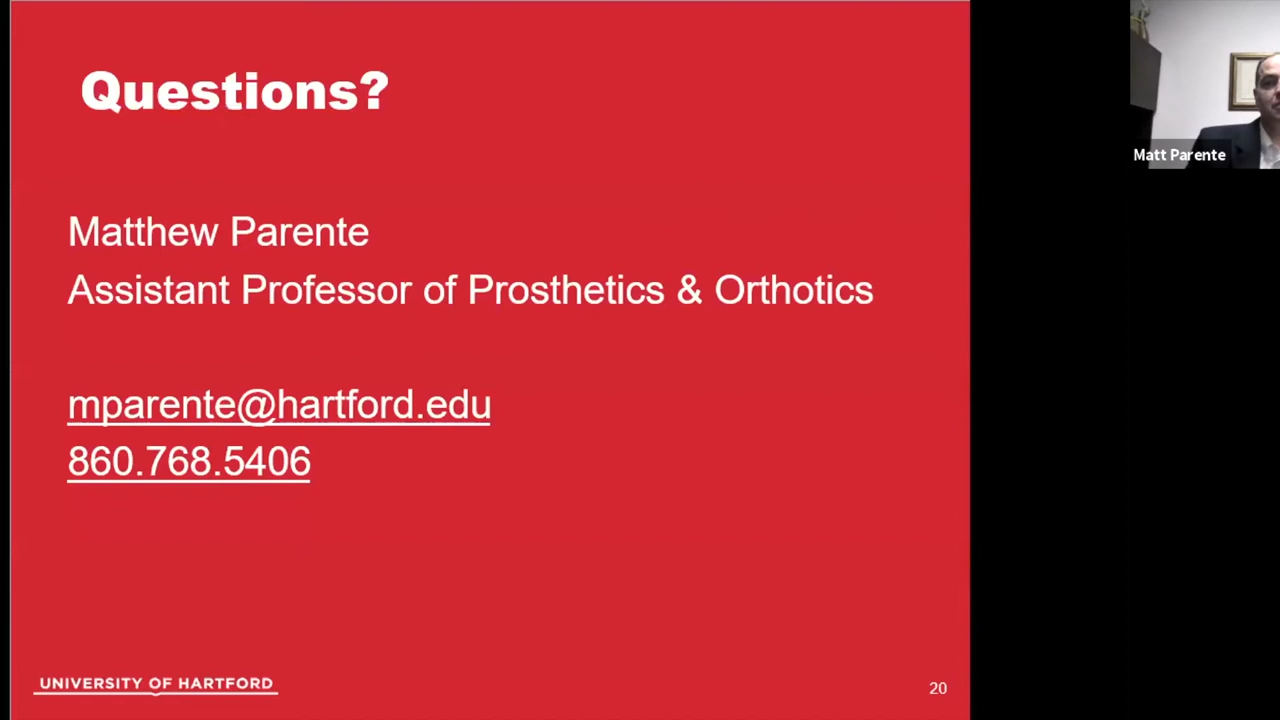 Questions?
Matthew Parente
Assistant Professor of Prosthetics & Orthotics
mparente@hartford.edu
860.768.5406
UNIVERSITY OF HARTFORD
20
Matt Parente